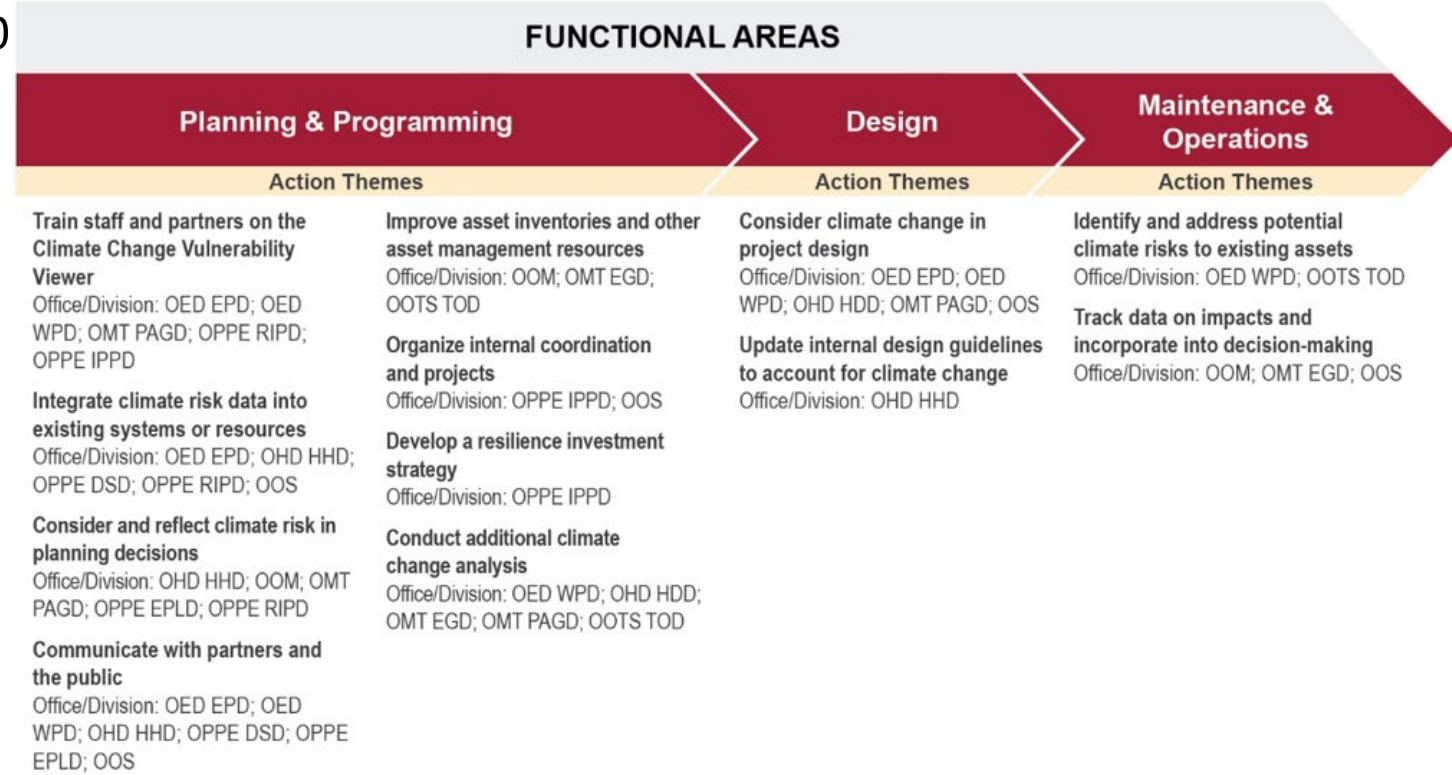 0
FUNCTIONAL AREAS
Planning & Programming
Action Themes
Train staff and partners on the
Climate Change Vulnerability
Viewer
Office/Division: OED EPD; OED
WPD; OMT PAGD; OPPE RIPD;
OPPE IPPD
Integrate climate risk data into
existing systems or resources
Office/Division: OED EPD; OHD HHD;
OPPE DSD; OPPE RIPD; OOS
Consider and reflect climate risk in
planning decisions
Office/Division: OHD HHD; OOM; OMT
PAGD; OPPE EPLD; OPPE RIPD
Communicate with partners and
the public
Office/Division: OED EPD; OED
WPD; OHD HHD; OPPE DSD; OPPE
EPLD; OOS
Improve asset inventories and other
asset management resources
Office/Division: OOM; OMT EGD;
OOTS TOD
Organize internal coordination
and projects
Office/Division: OPPE IPPD; OOS
Develop a resilience investment
strategy
Office/Division: OPPE IPPD
Conduct additional climate
change analysis
Office/Division: OED WPD; OHD HDD;
OMT EGD; OMT PAGD; OOTS TOD
Design
Action Themes
Consider climate change in
project design
Office/Division: OED EPD; OED
WPD; OHD HDD; OMT PAGD; OOS
Update internal design guidelines
to account for climate change
Office/Division: OHD HHD
Maintenance &
Operations
Action Themes
Identify and address potential
climate risks to existing assets
Office/Division: OED WPD; OOTS TOD
Track data on impacts and
incorporate into decision-making
Office/Division: OOM; OMT EGD; OOS